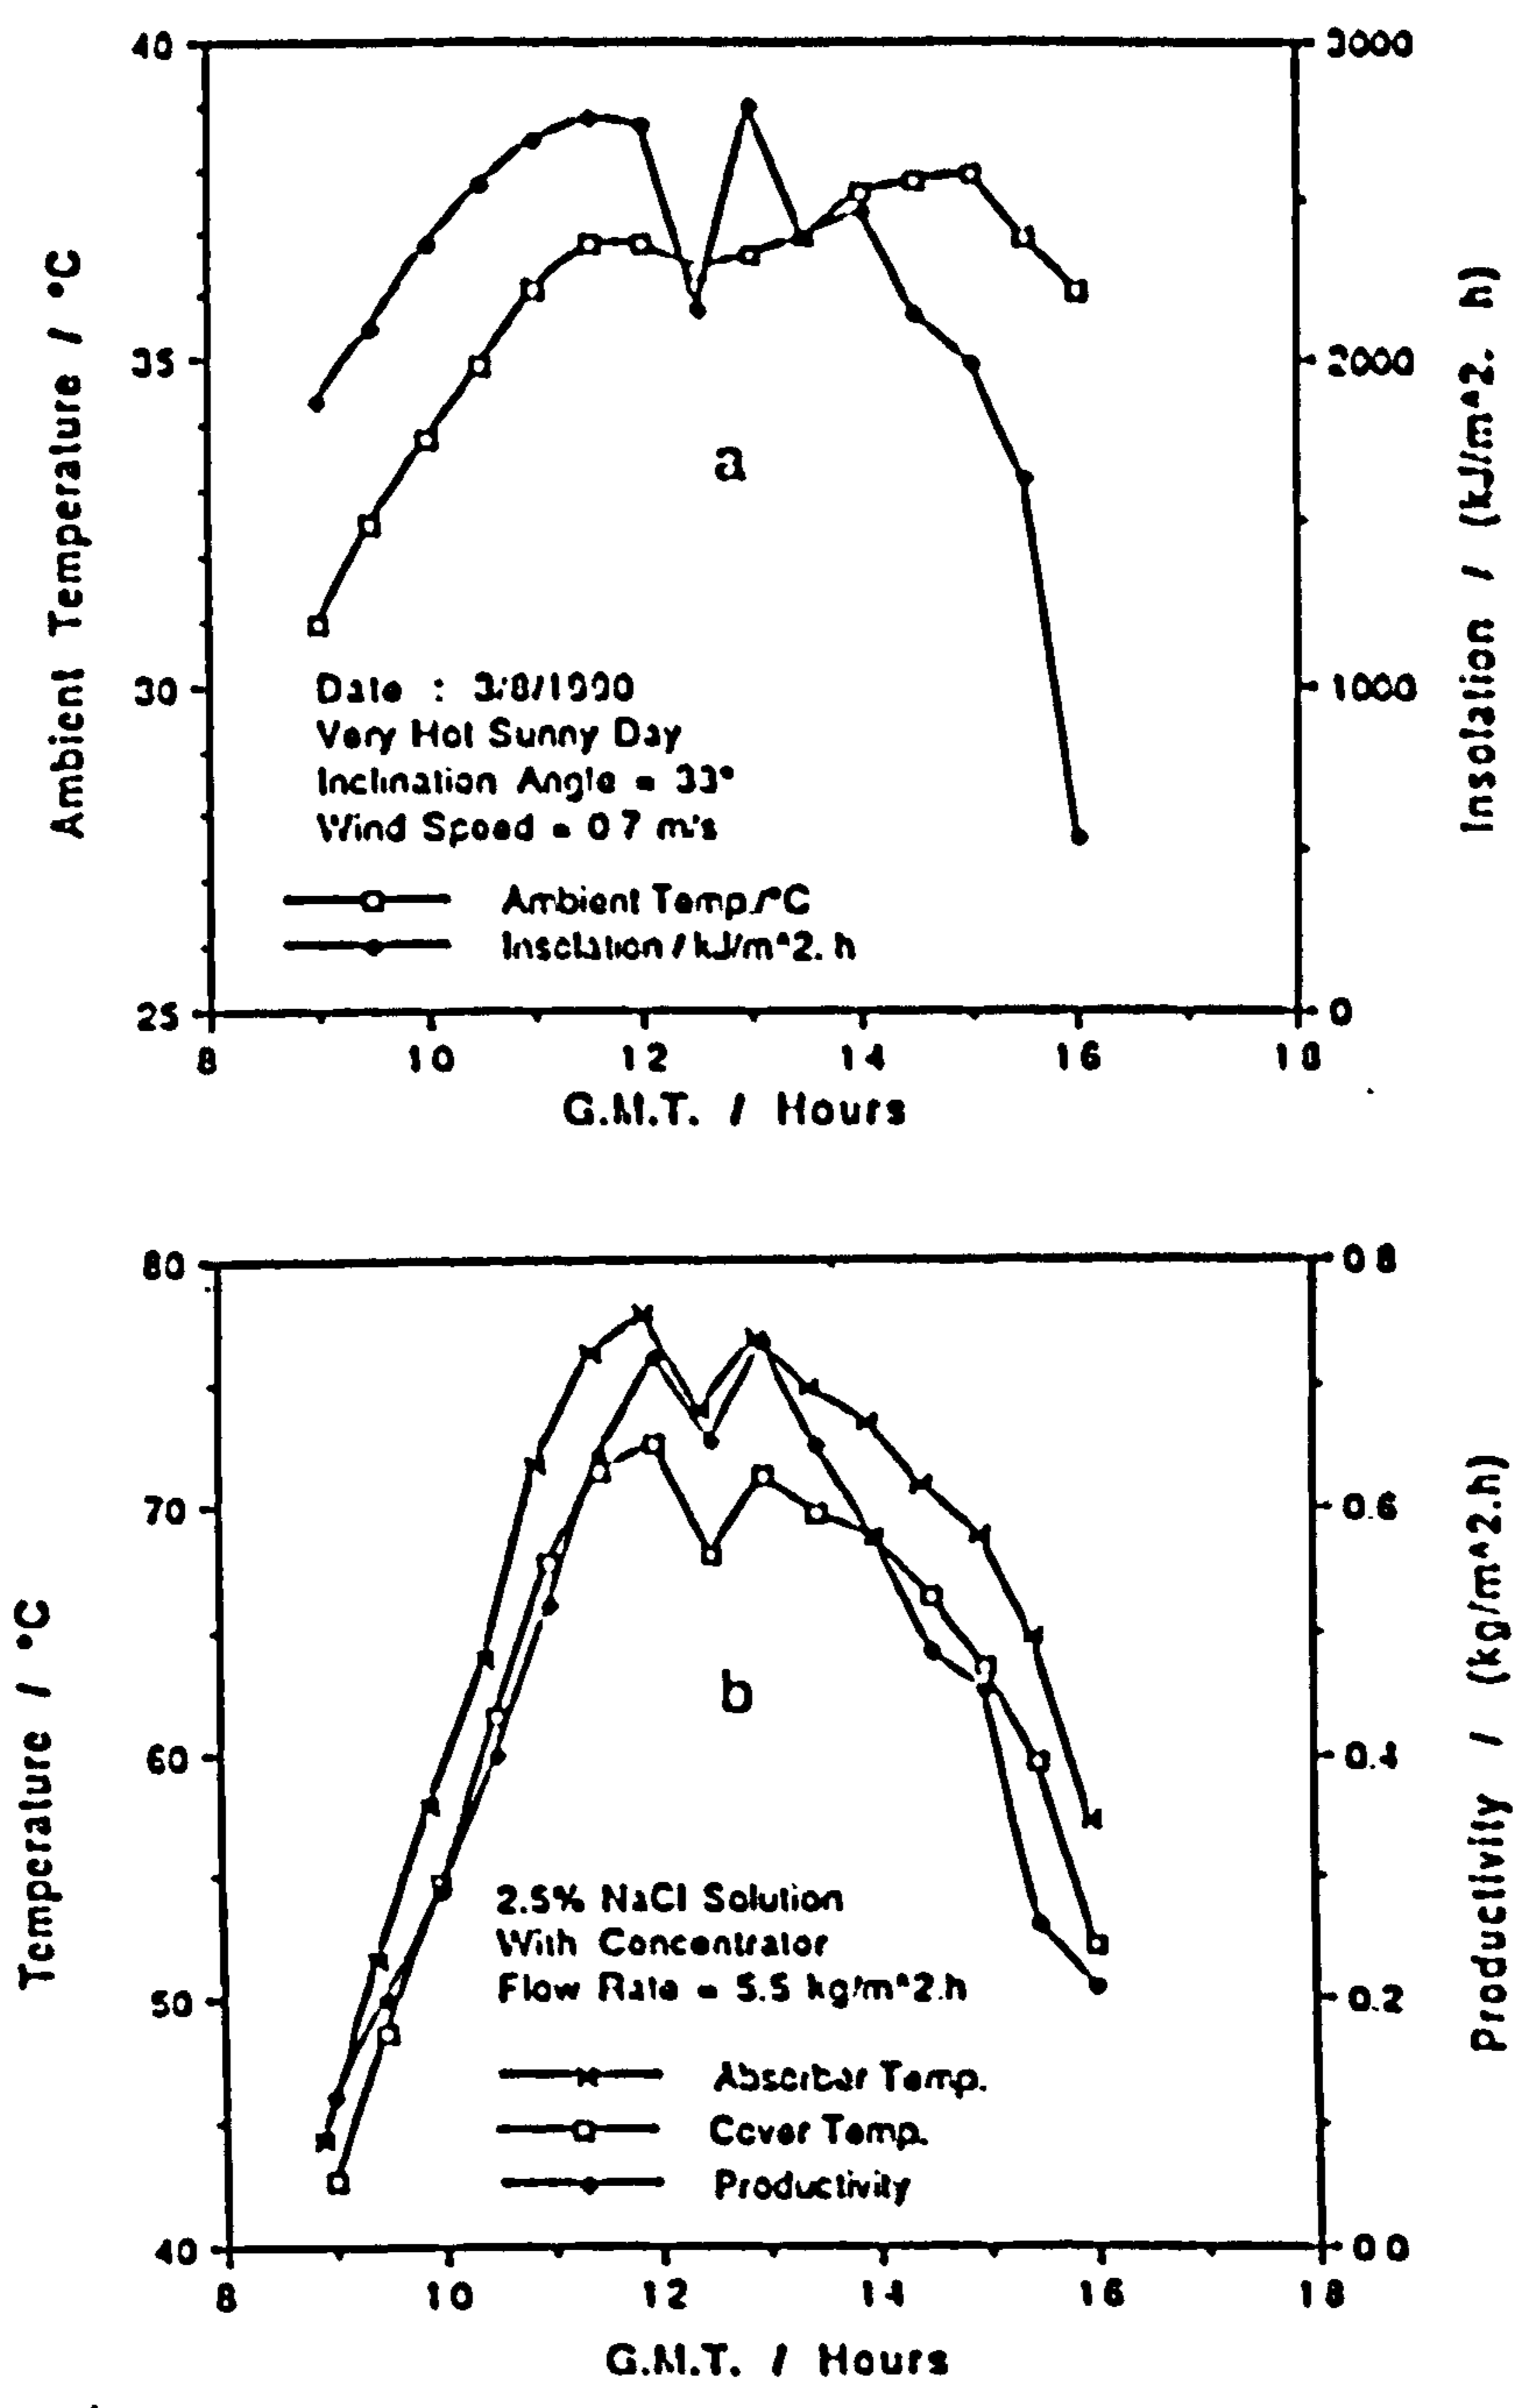 40
35
30
25
Ambient Temperature / °C
3000
2000
1000
0
Insolation / (kJ/m^2. h)
a
Date : 3/8/1990
Very Hot Sunny Day
Inclination Angle = 33°
Wind Speed = 0.7 m/s
Ambient Temp./°C
Insolation / kJ/m^2. h
8 10 12 14 16 18
G.M.T. / Hours
80
70
60
50
40
Temperature / °C
0.8
0.6
0.4
0.2
0.0
Productivity / (kg/m^2.h)
b
2.5% NaCl Solution
With Concentrator
Flow Rate = 5.5 kg/m^2.h
Absorber Temp.
Cover Temp.
Productivity
8 10 12 14 16 18
G.M.T. / Hours